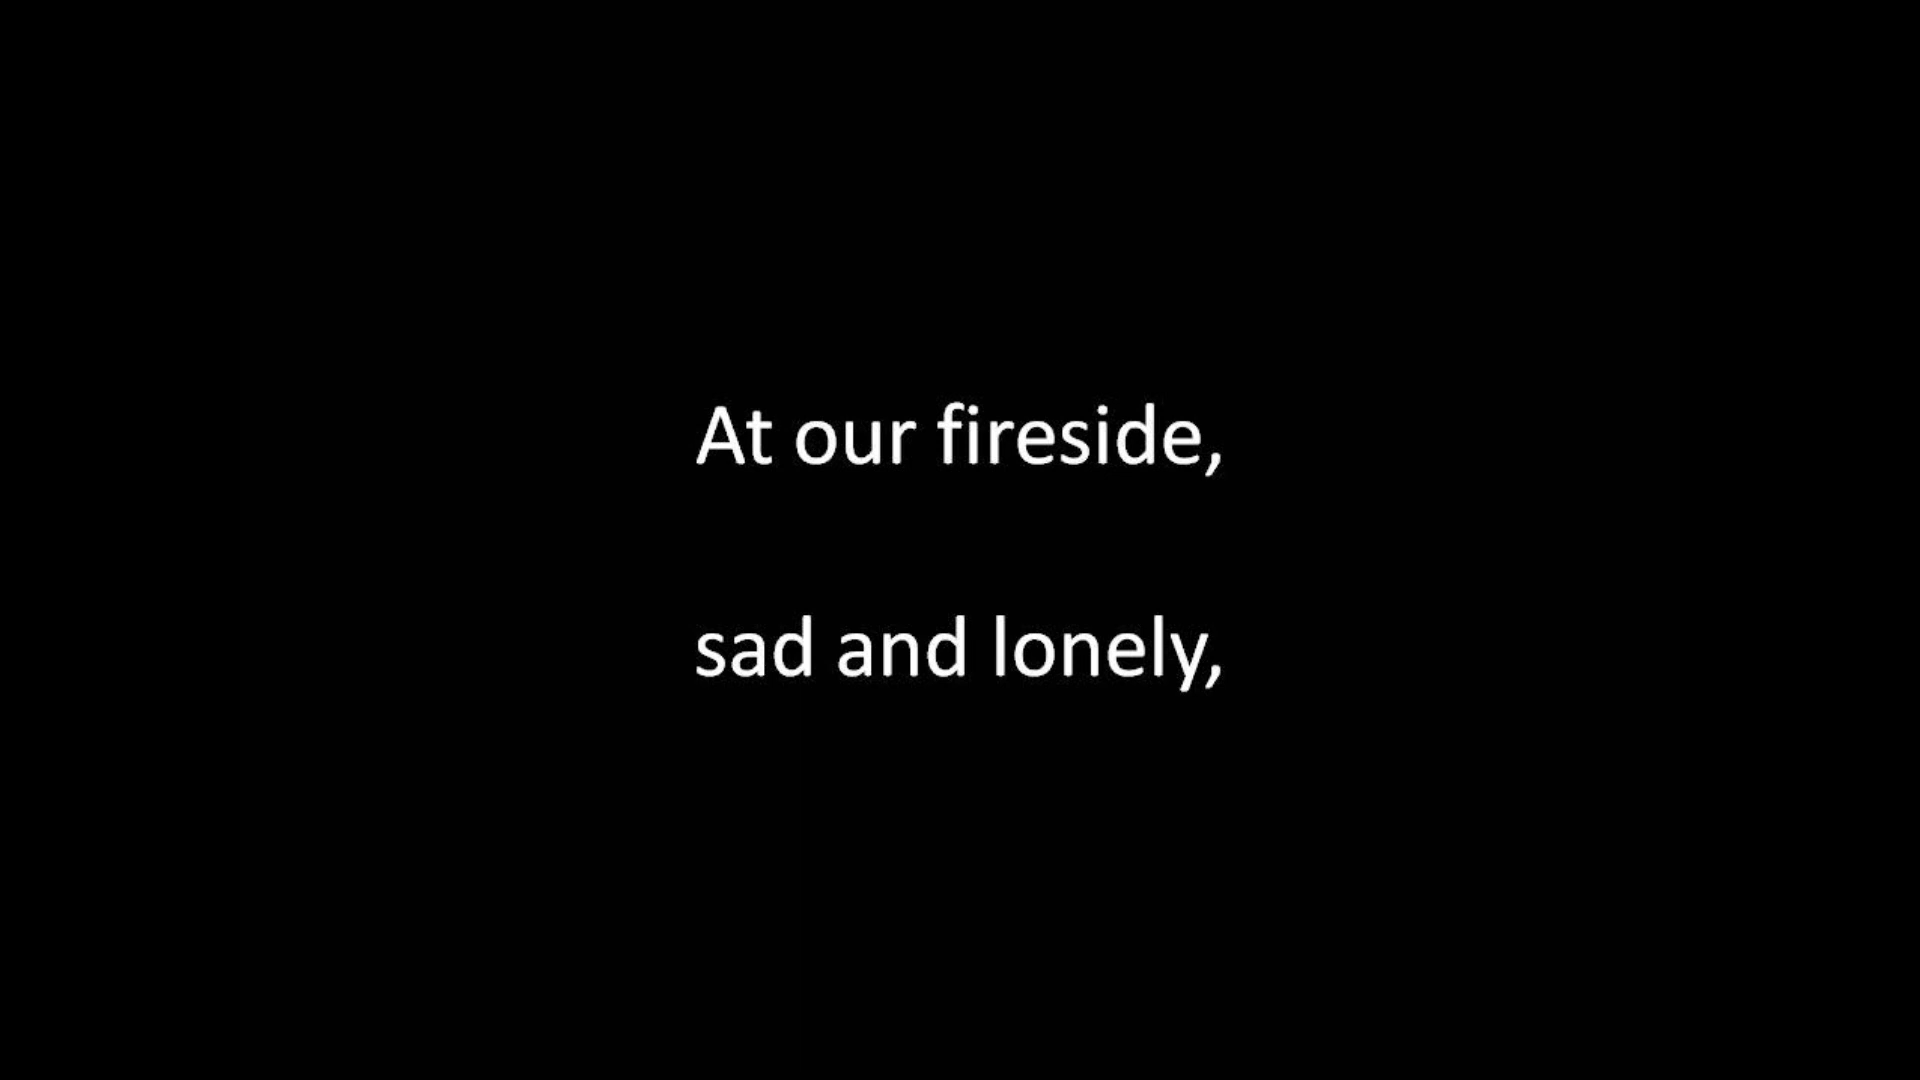 At our fireside,
sad and lonely,